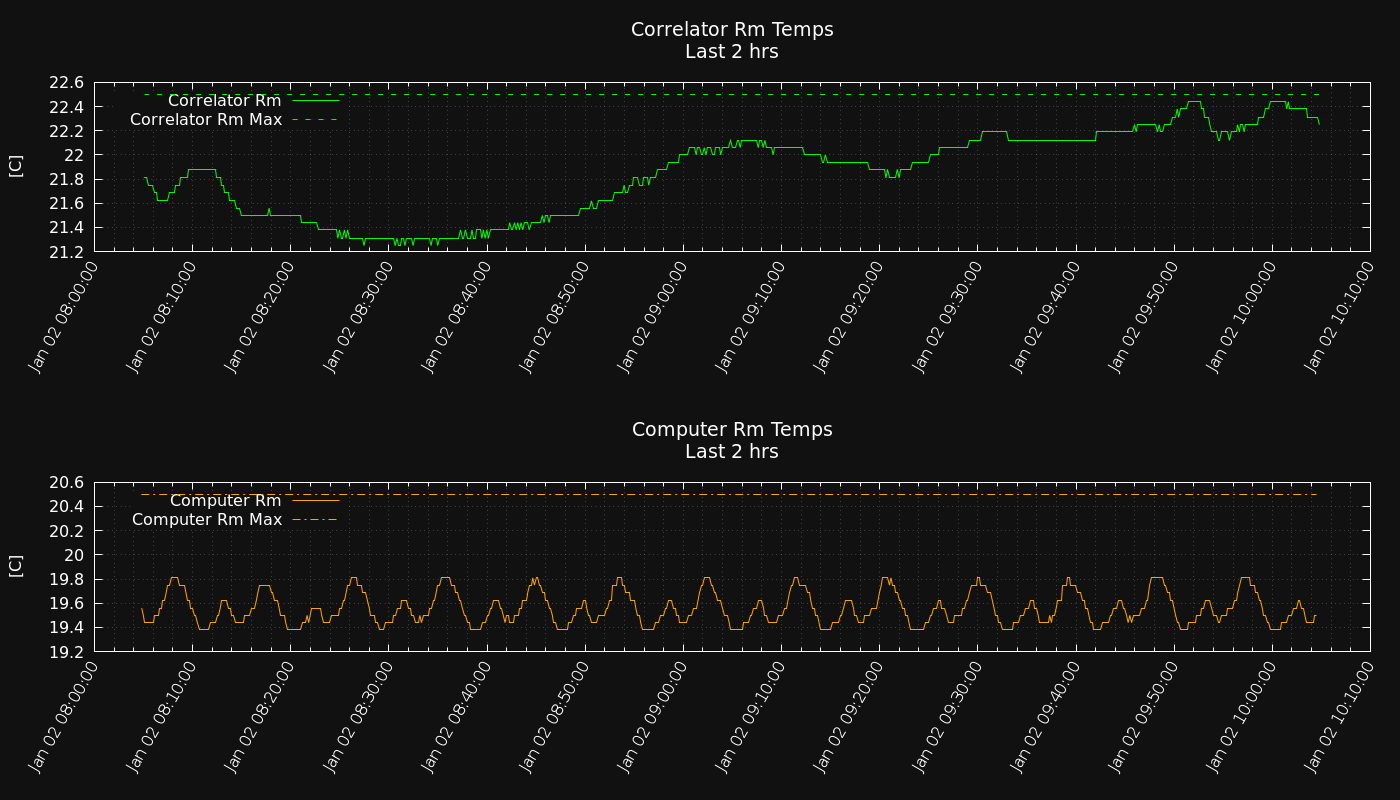 Correlator Rm Temps
Last 2 hrs
22.6
22.4
22.2
22
21.8
21.6
21.4
21.2
[C]
Correlator Rm
Correlator Rm Max
Jan 02 08:00:00
Jan 02 08:10:00
Jan 02 08:20:00
Jan 02 08:30:00
Jan 02 08:40:00
Jan 02 08:50:00
Jan 02 09:00:00
Jan 02 09:10:00
Jan 02 09:20:00
Jan 02 09:30:00
Jan 02 09:40:00
Jan 02 09:50:00
Jan 02 10:00:00
Jan 02 10:10:00
Computer Rm Temps
Last 2 hrs
20.6
20.4
20.2
20
19.8
19.6
19.4
19.2
[C]
Computer Rm
Computer Rm Max
Jan 02 08:00:00
Jan 02 08:10:00
Jan 02 08:20:00
Jan 02 08:30:00
Jan 02 08:40:00
Jan 02 08:50:00
Jan 02 09:00:00
Jan 02 09:10:00
Jan 02 09:20:00
Jan 02 09:30:00
Jan 02 09:40:00
Jan 02 09:50:00
Jan 02 10:00:00
Jan 02 10:10:00